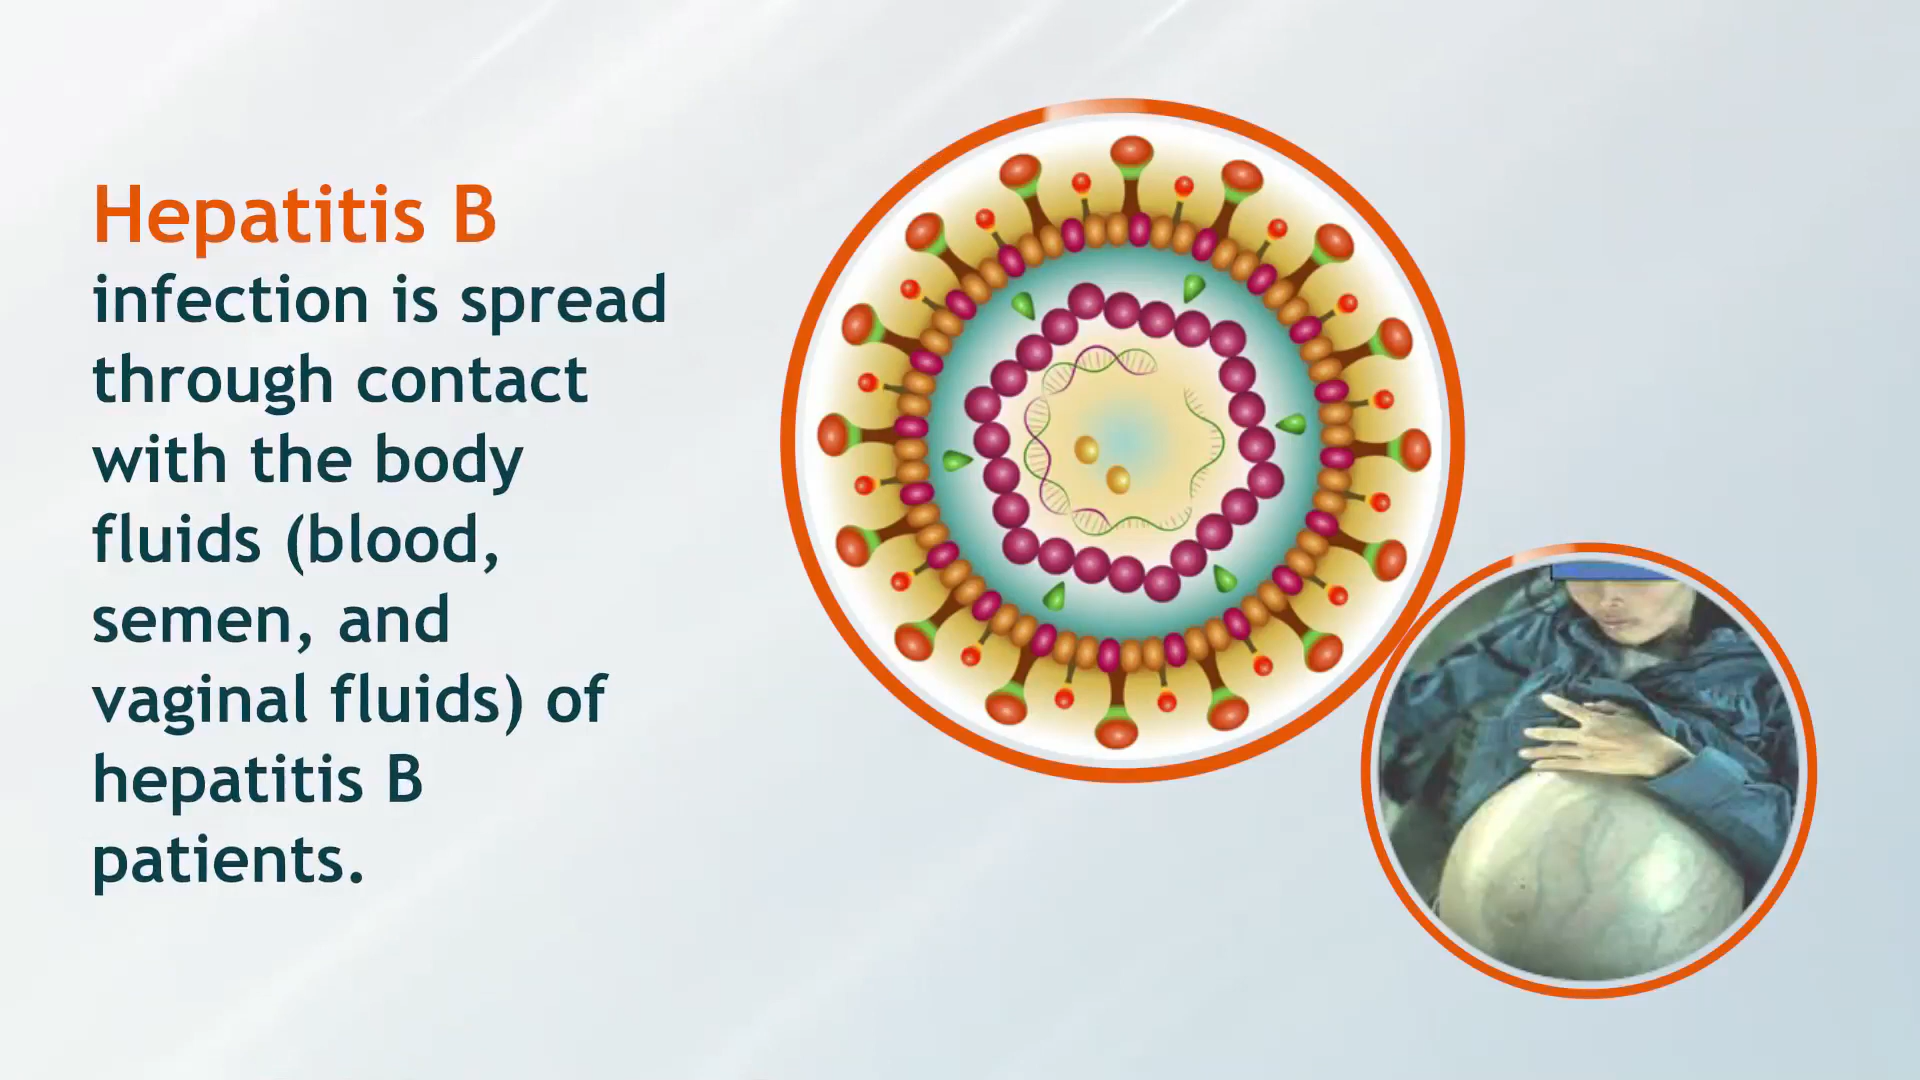 Hepatitis B
infection is spread
through contact
with the body
fluids (blood,
semen, and
vaginal fluids) of
hepatitis B
patients.